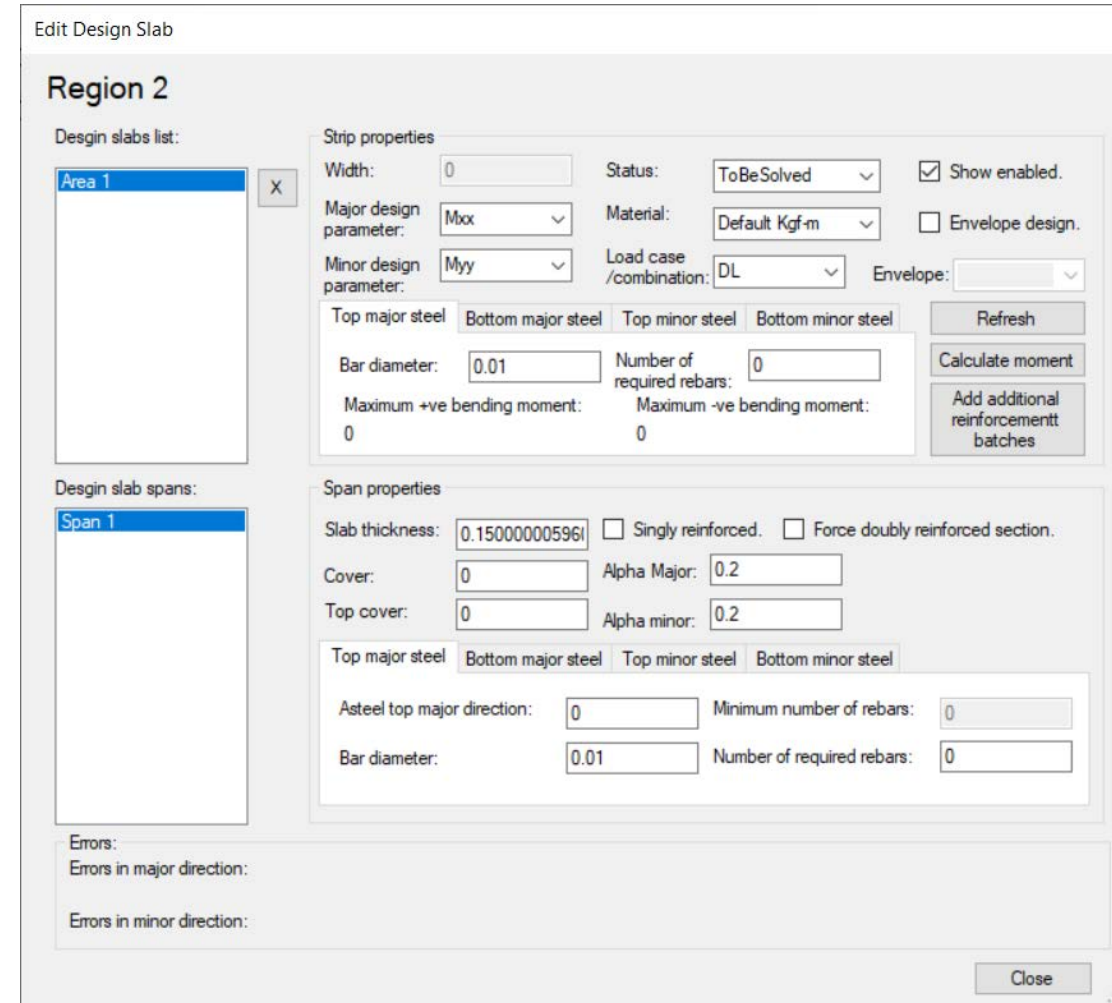 Edit Design Slab
Region 2
Desgin slabs list:
Area 1
X
Strip properties
Width:
0
Status:
ToBeSolved
Show enabled.
Major design
parameter:
Mxx
Material:
Default Kgf-m
Envelope design.
Minor design
parameter:
Myy
Load case
/combination:
DL
Envelope:
Top major steel
Bottom major steel
Top minor steel
Bottom minor steel
Bar diameter:
0.01
Number of
required rebars:
0
Maximum +ve bending moment:
Maximum -ve bending moment:
0
0
Refresh
Calculate moment
Add additional
reinforcementt
batches
Desgin slab spans:
Span 1
Span properties
Slab thickness:
0.15000000596(
Singly reinforced.
Force doubly reinforced section.
Cover:
0
Alpha Major:
0.2
Top cover:
0
Alpha minor:
0.2
Top major steel
Bottom major steel
Top minor steel
Bottom minor steel
Asteel top major direction:
0
Minimum number of rebars:
0
Bar diameter:
0.01
Number of required rebars:
0
Errors:
Errors in major direction:
Errors in minor direction:
Close